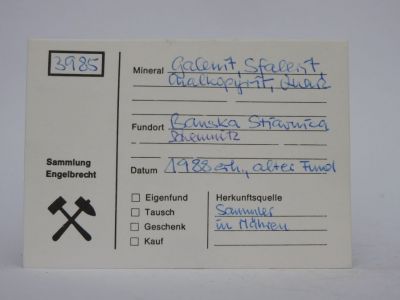 3985
Mineral Galenit, Sfalerit,
Chalkopyrit, Quarz
Fundort Banska Stiavnica
Schemnitz
Sammlung
Engelbrecht
Datum 1988 erh., alter Fund
☐ Eigenfund
☐ Tausch
☐ Geschenk
☐ Kauf
Herkunftsquelle
Sammler
in Mähren